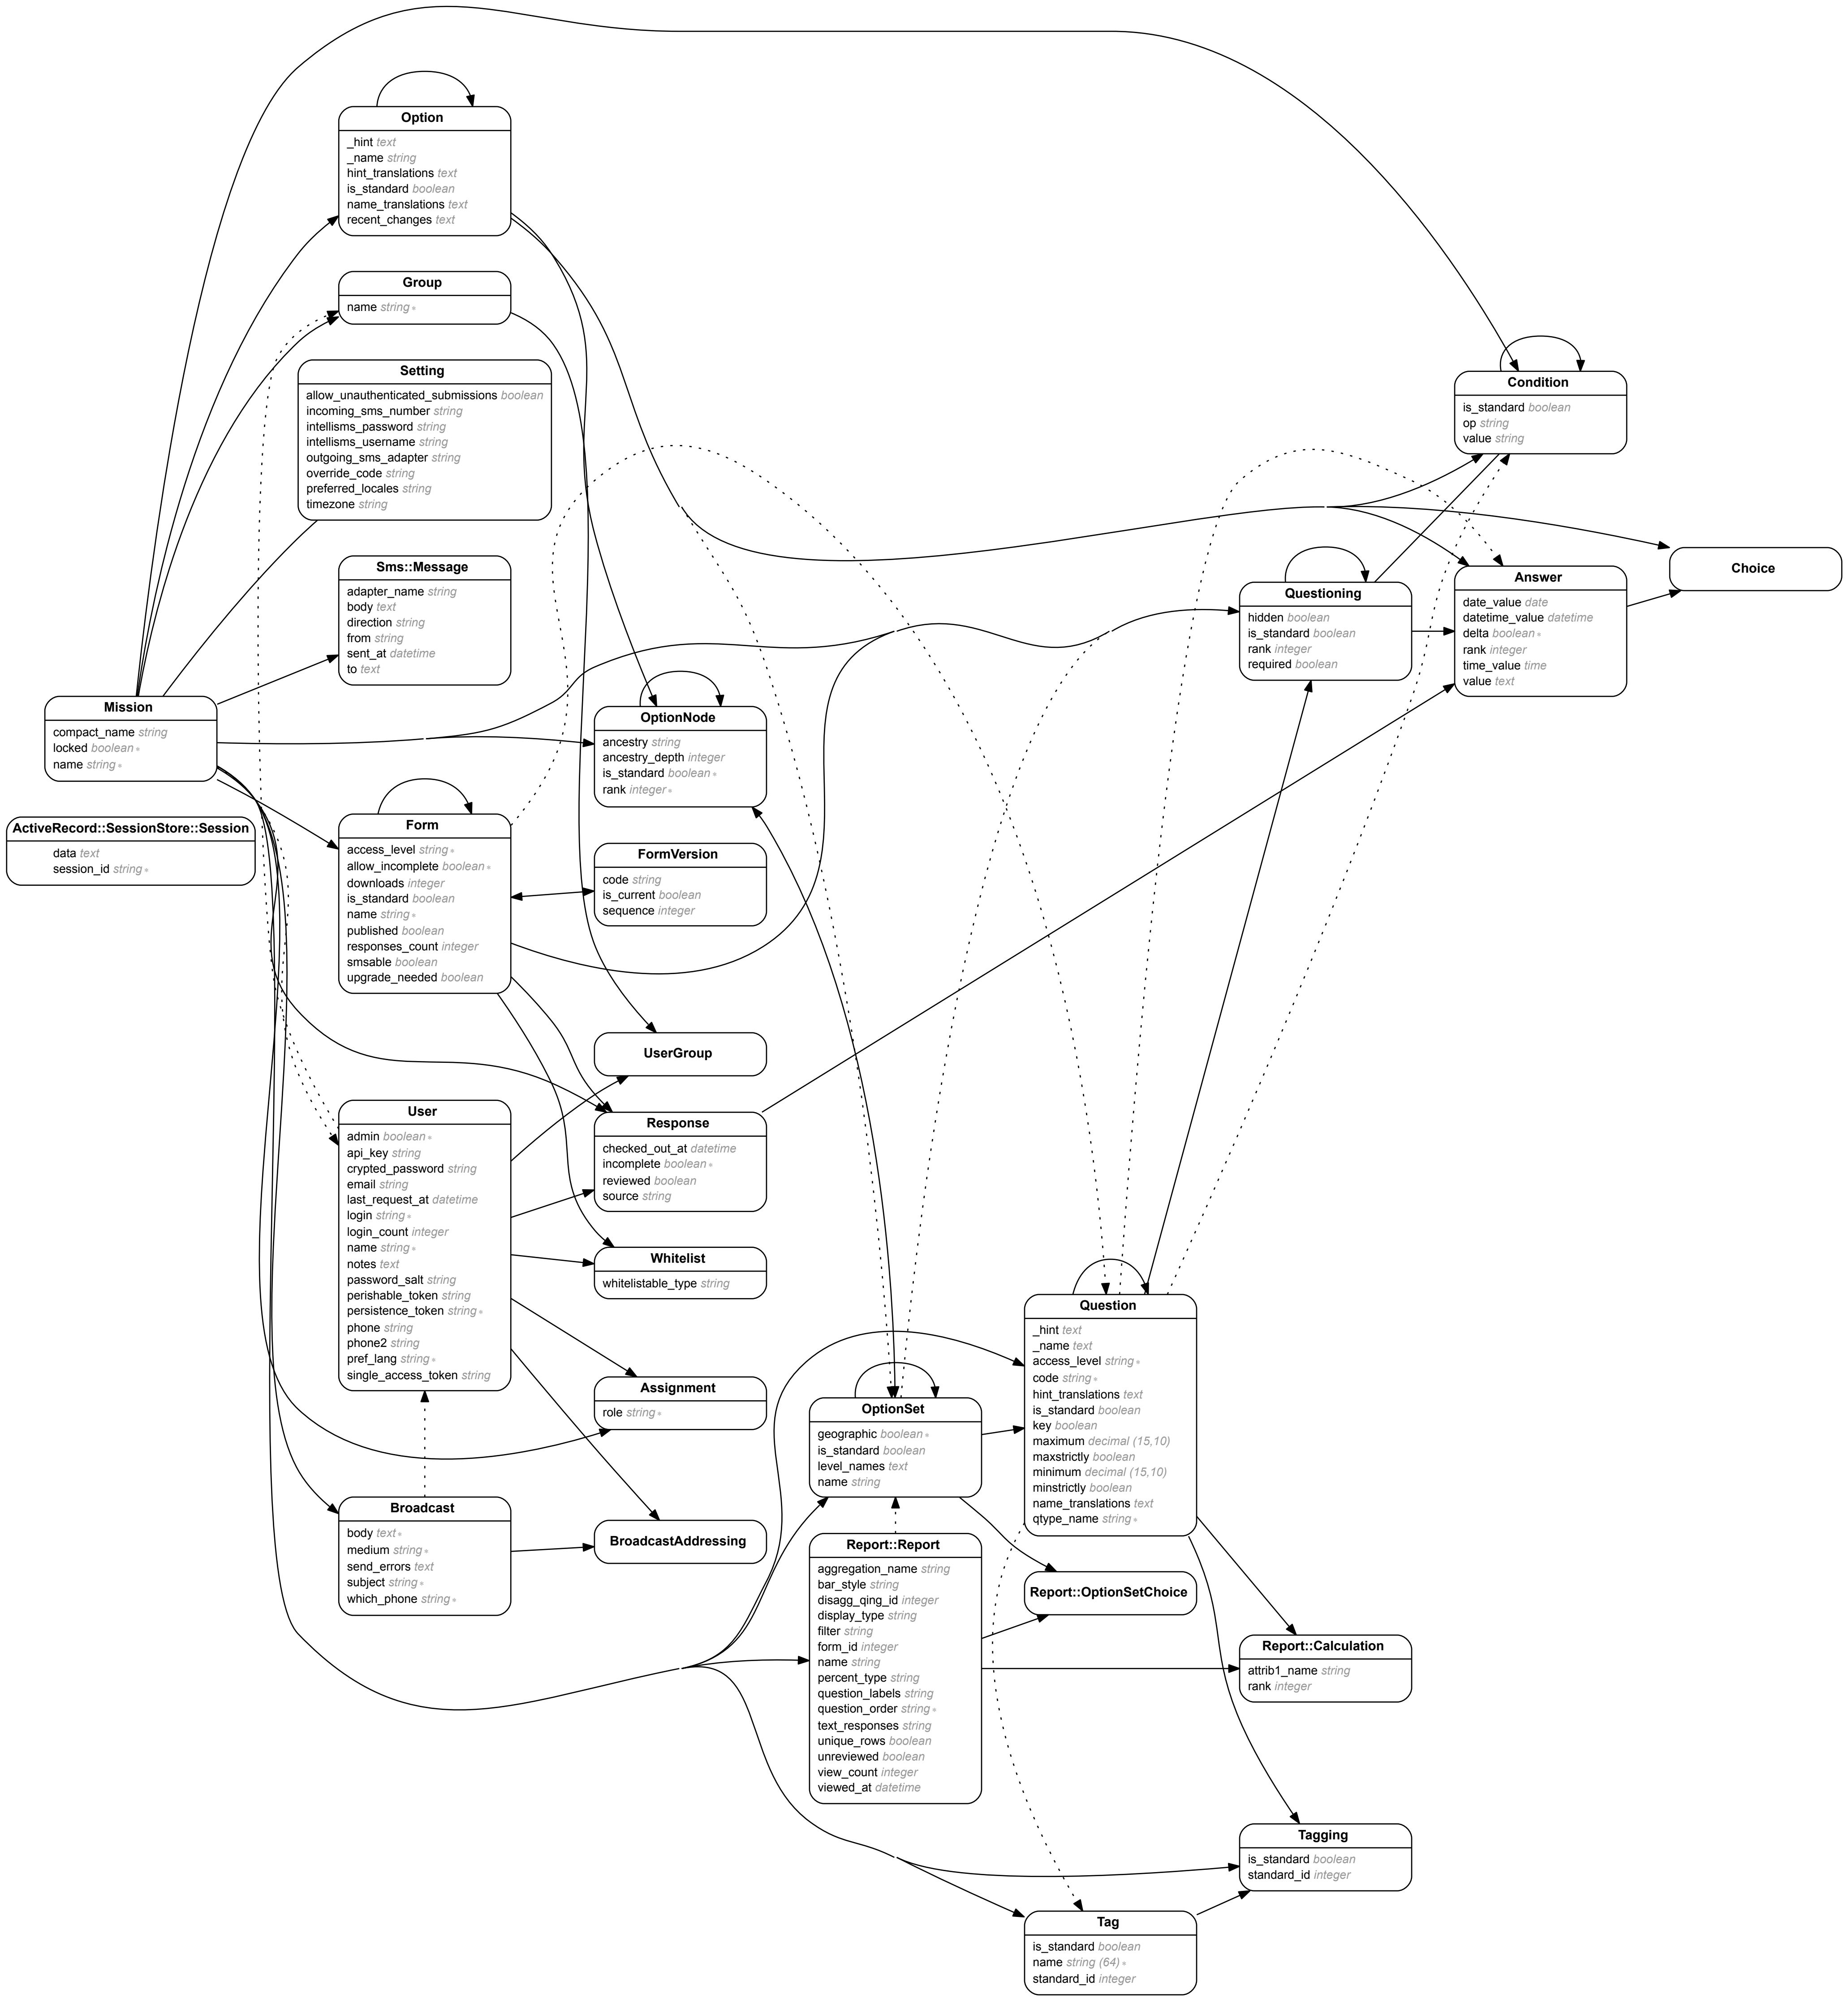 Option
_hint text
_name string
hint_translations text
is_standard boolean
name_translations text
recent_changes text
Group
name string *
Setting
allow_unauthenticated_submissions boolean
incoming_sms_number string
intellisms_password string
intellisms_username string
outgoing_sms_adapter string
override_code string
preferred_locales string
timezone string
Condition
is_standard boolean
op string
value string
Sms::Message
adapter_name string
body text
direction string
from string
sent_at datetime
to text
Choice
Questioning
hidden boolean
is_standard boolean
rank integer
required boolean
Answer
date_value date
datetime_value datetime
delta boolean *
rank integer
time_value time
value text
Mission
compact_name string
locked boolean *
name string *
OptionNode
ancestry string
ancestry_depth integer
is_standard boolean *
rank integer *
ActiveRecord::SessionStore::Session
data text
session_id string *
Form
access_level string *
allow_incomplete boolean *
downloads integer
is_standard boolean
name string *
published boolean
responses_count integer
smsable boolean
upgrade_needed boolean
FormVersion
code string
is_current boolean
sequence integer
UserGroup
User
admin boolean *
api_key string
crypted_password string
email string
last_request_at datetime
login string *
login_count integer
name string *
notes text
password_salt string
perishable_token string
persistence_token string *
phone string
phone2 string
pref_lang string *
single_access_token string
Response
checked_out_at datetime
incomplete boolean *
reviewed boolean
source string
Whitelist
whitelistable_type string
Assignment
role string *
Question
_hint text
_name text
access_level string *
code string *
hint_translations text
is_standard boolean
key boolean
maximum decimal (15,10)
maxstrictly boolean
minimum decimal (15,10)
minstrictly boolean
name_translations text
qtype_name string *
OptionSet
geographic boolean *
is_standard boolean
level_names text
name string
Broadcast
body text *
medium string *
send_errors text
subject string *
which_phone string *
BroadcastAddressing
Report::Report
aggregation_name string
bar_style string
disagg_qing_id integer
display_type string
filter string
form_id integer
name string
percent_type string
question_labels string
question_order string *
text_responses string
unique_rows boolean
unreviewed boolean
view_count integer
viewed_at datetime
Report::OptionSetChoice
Report::Calculation
attrib1_name string
rank integer
Tagging
is_standard boolean
standard_id integer
Tag
is_standard boolean
name string (64) *
standard_id integer